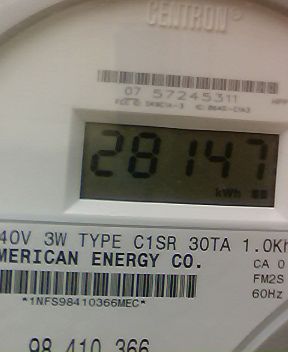 CENTRON®
07 57245311
28147
kWh
40V 3W TYPE C1SR 30TA 1.0Kh
MERICAN ENERGY CO.
CA 0
FM2S
60Hz
*1NFS98410366MEC*
98 410 366